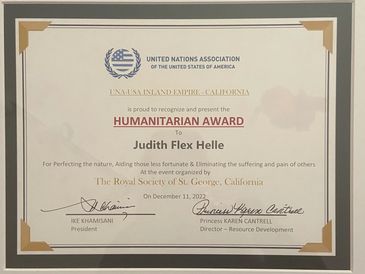 UNITED NATIONS ASSOCIATION
OF THE UNITED STATES OF AMERICA
UNA-USA INLAND EMPIRE - CALIFORNIA
is proud to recognize and present the
HUMANITARIAN AWARD
To
Judith Flex Helle
For Perfecting the nature, Aiding those less fortunate & Eliminating the suffering and pain of others
At the event organized by
The Royal Society of St. George, California
On December 11, 2022
Princess Karen Cantrell
IKE KHAMISANI
Princess KAREN CANTRELL
President
Director – Resource Development